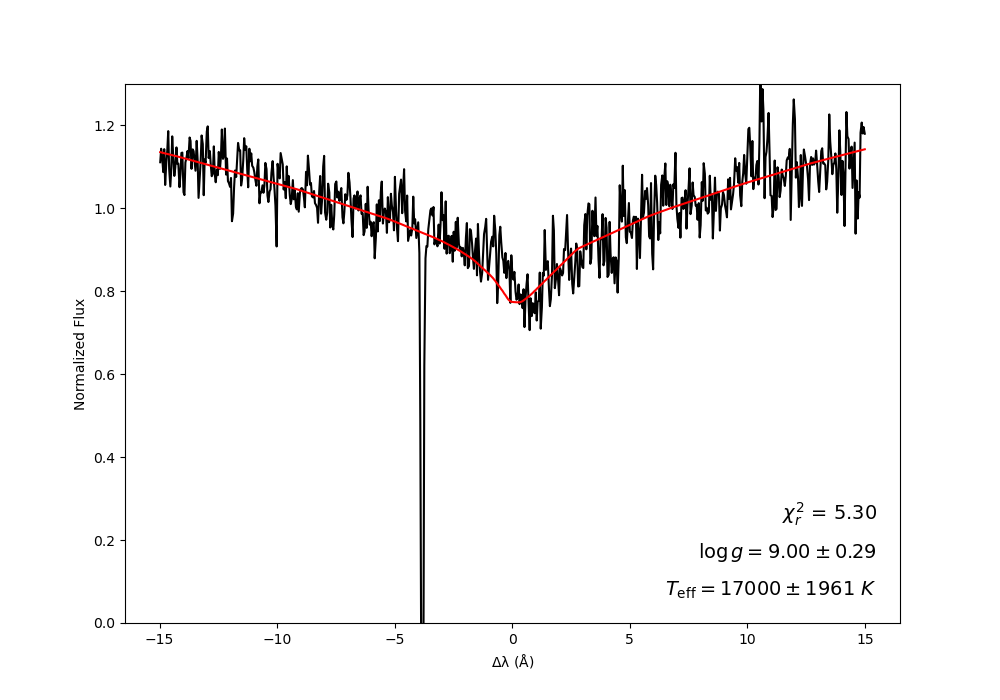 1.2
1.0
0.8
0.6
0.4
0.2
0.0
Normalized Flux
χ²ᵣ = 5.30
log g = 9.00 ± 0.29
T_eff = 17000 ± 1961 K
−15 −10 −5 0 5 10 15
Δλ (Å)